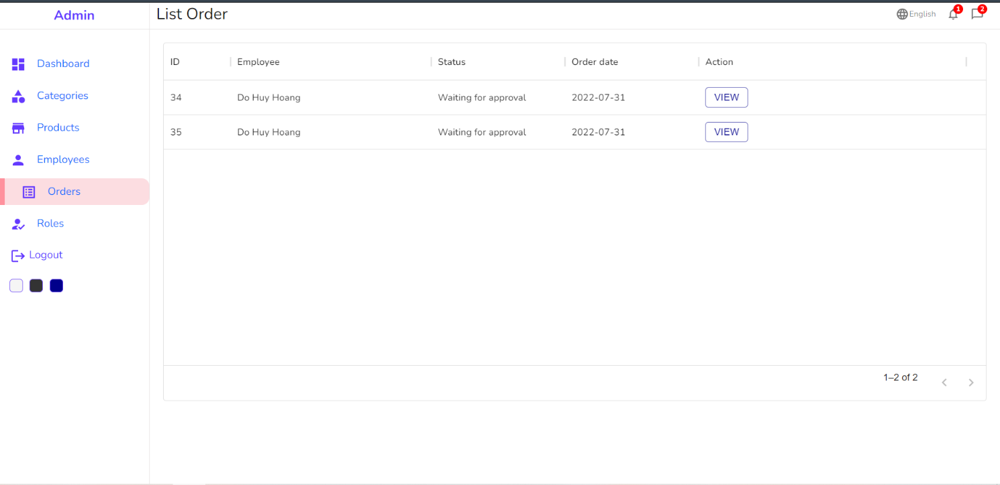 Admin
List Order
English
1
2
Dashboard
Categories
Products
Employees
Orders
Roles
Logout
ID Employee Status Order date Action
34 Do Huy Hoang Waiting for approval 2022-07-31 VIEW
35 Do Huy Hoang Waiting for approval 2022-07-31 VIEW
1–2 of 2